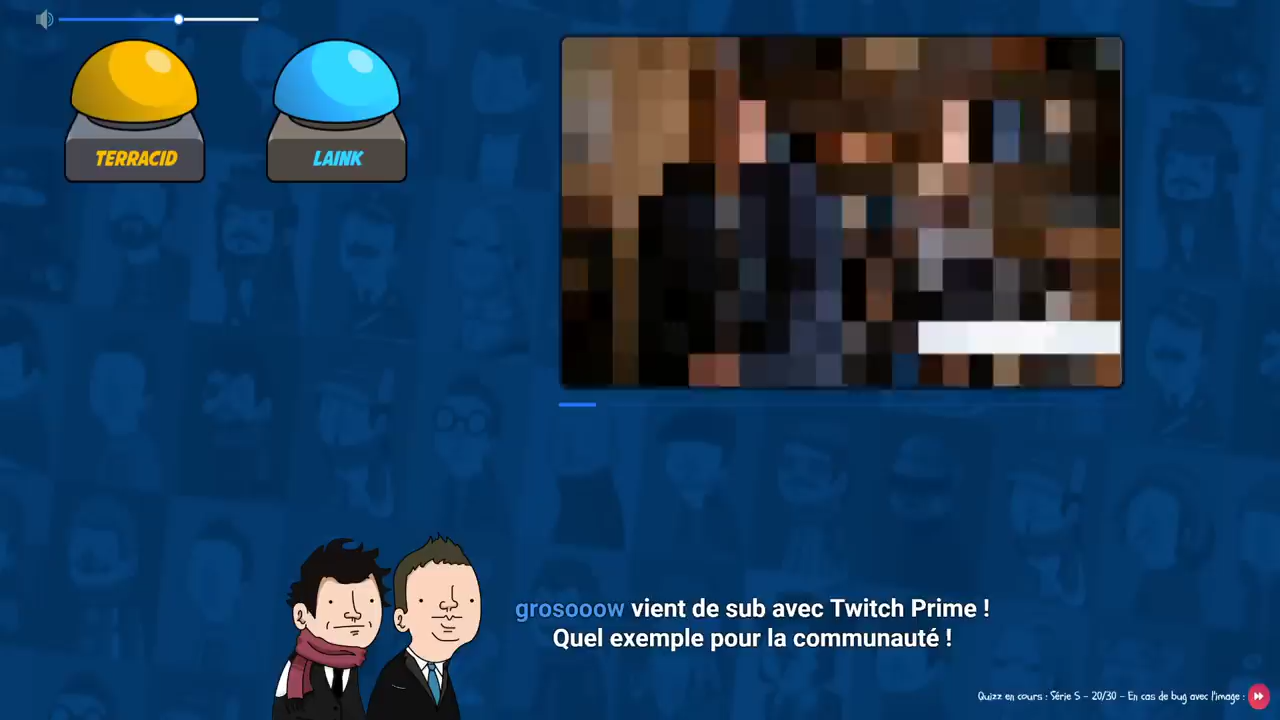 TERRACID
LAINK
grosooow vient de sub avec Twitch Prime !
Quel exemple pour la communauté !
Quizz en cours : Série S - 20/30 - En cas de bug avec l'image :